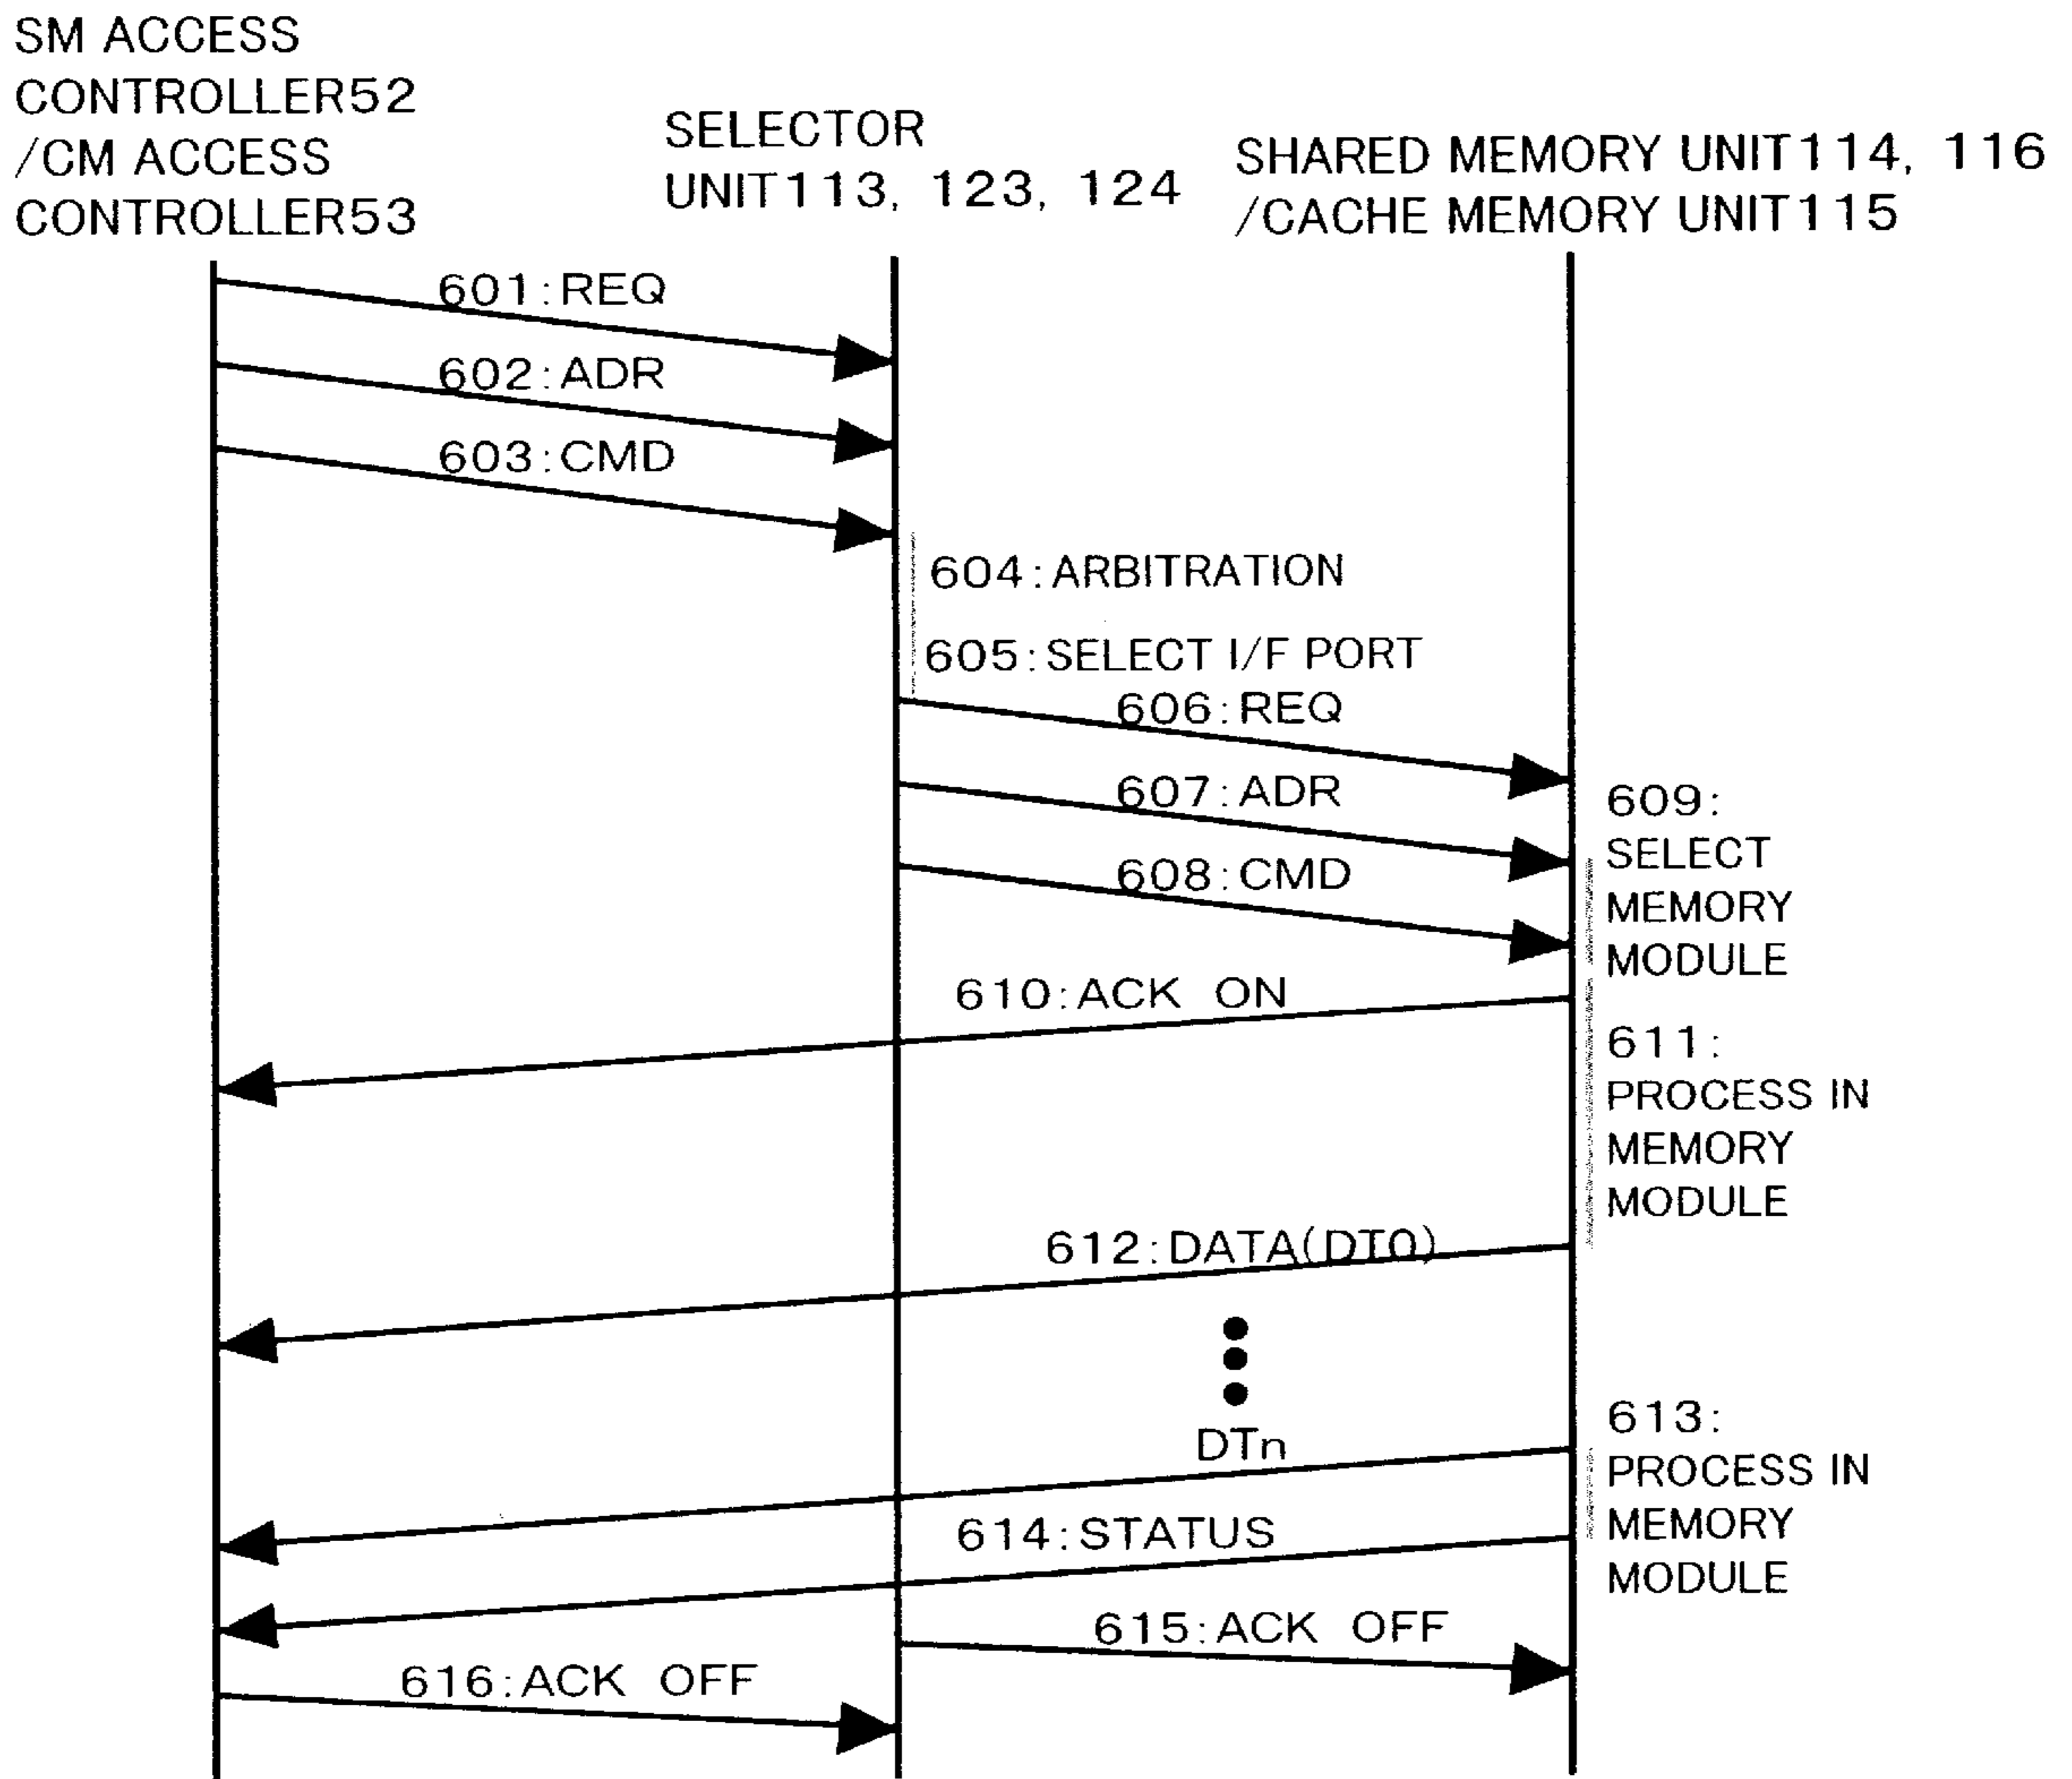 SM ACCESS
CONTROLLER52
/CM ACCESS
CONTROLLER53
SELECTOR
UNIT113, 123, 124
SHARED MEMORY UNIT114, 116
/CACHE MEMORY UNIT115
601:REQ
602:ADR
603:CMD
604:ARBITRATION
605:SELECT I/F PORT
606:REQ
607:ADR
608:CMD
609:
SELECT
MEMORY
MODULE
610:ACK ON
611:
PROCESS IN
MEMORY
MODULE
612:DATA(DT0)
DTn
613:
PROCESS IN
MEMORY
MODULE
614:STATUS
615:ACK OFF
616:ACK OFF